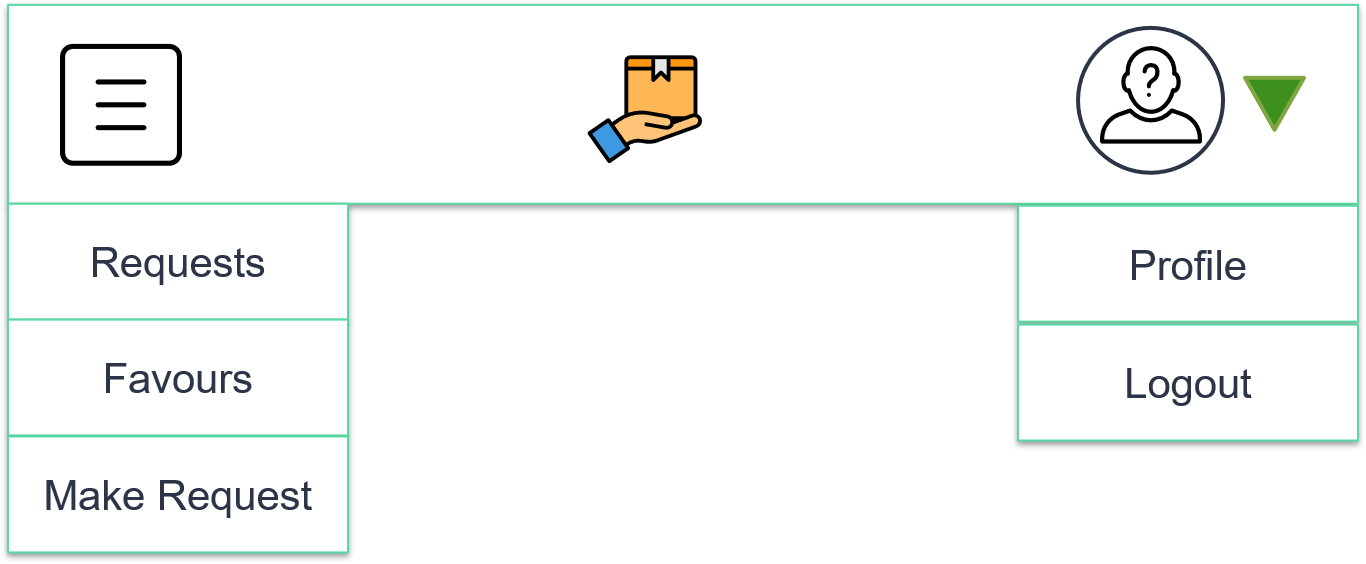 ?
Requests
Favours
Make Request
Profile
Logout